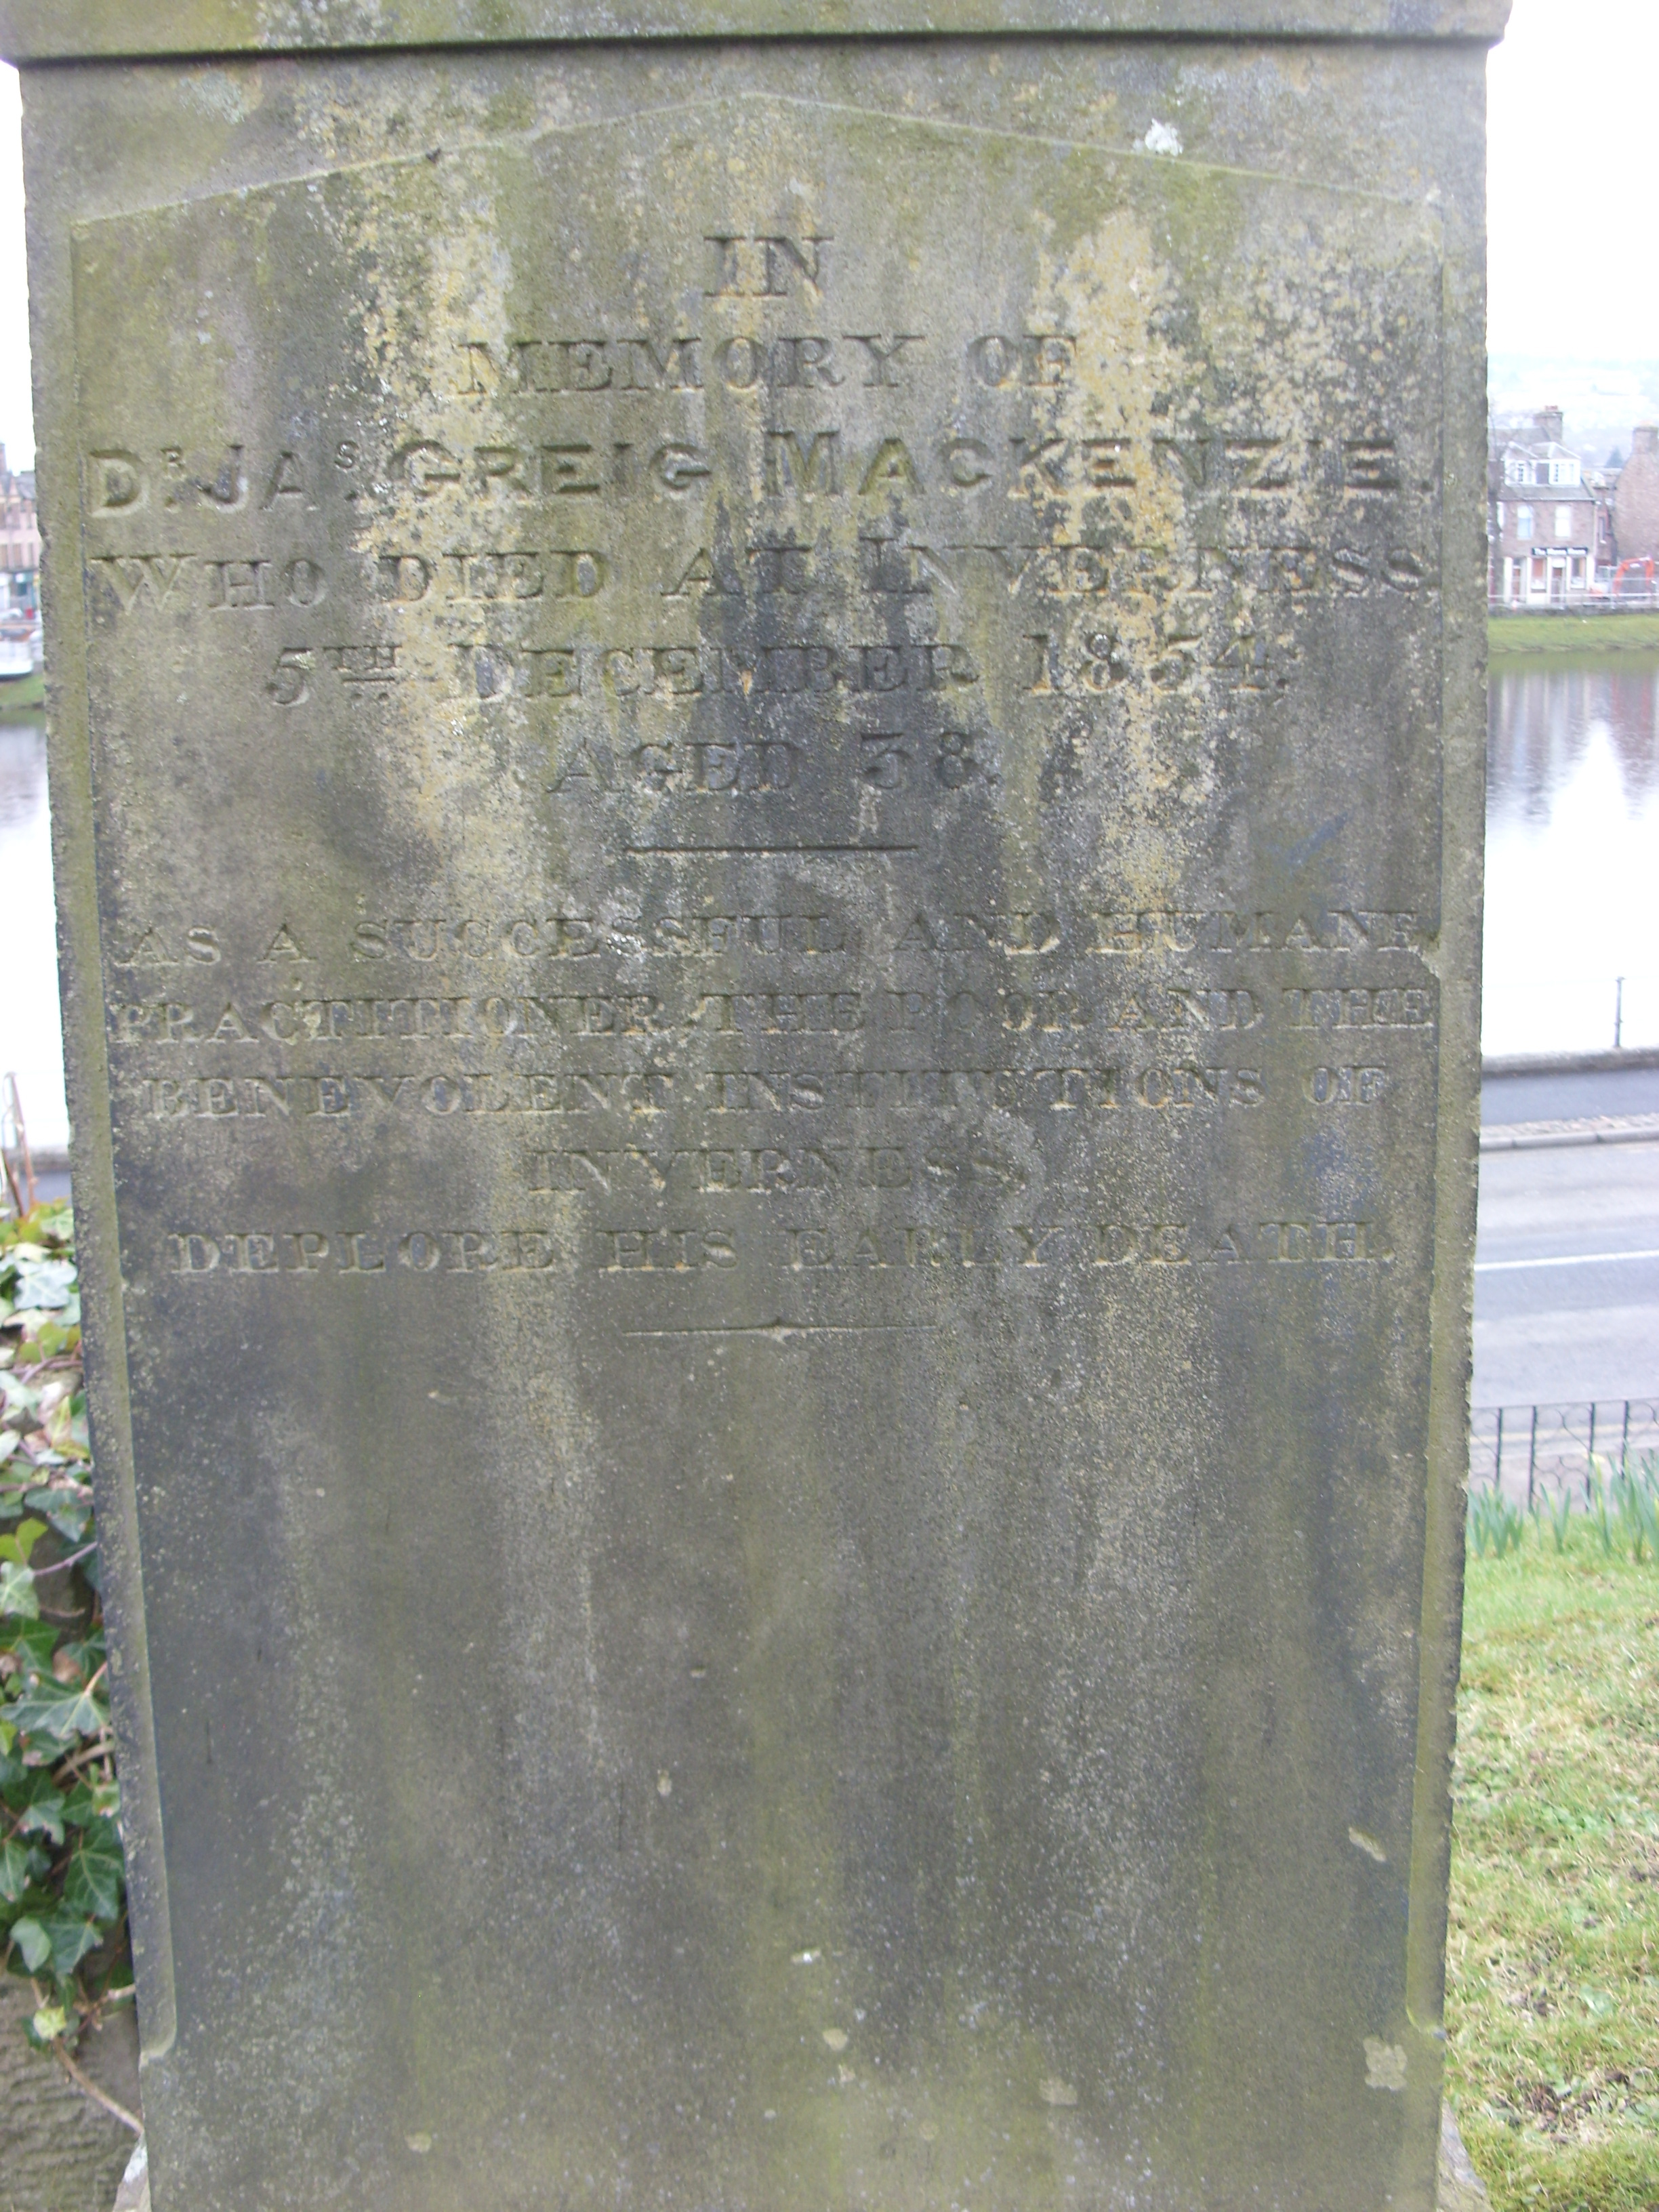 IN
MEMORY OF
DR. JAS. GREIG MACKENZIE.
WHO DIED AT INVERNESS
5TH DECEMBER 1854.
AGED 38.
AS A SUCCESSFUL AND HUMANE
PRACTITIONER, THE POOR AND THE
BENEVOLENT INSTITUTIONS OF
INVERNESS
DEPLORE HIS EARLY DEATH.